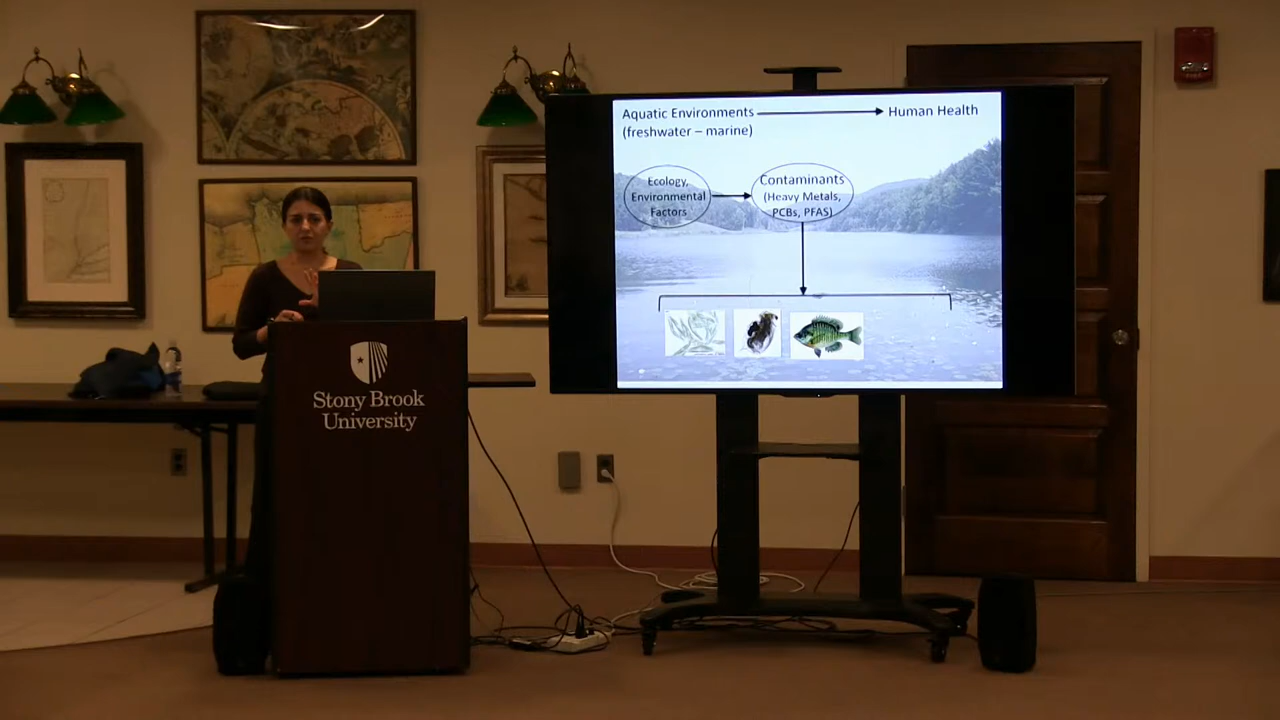 Aquatic Environments
(freshwater – marine)
Human Health
Ecology,
Environmental
Factors
Contaminants
(Heavy Metals,
PCBs, PFAS)
Stony Brook
University